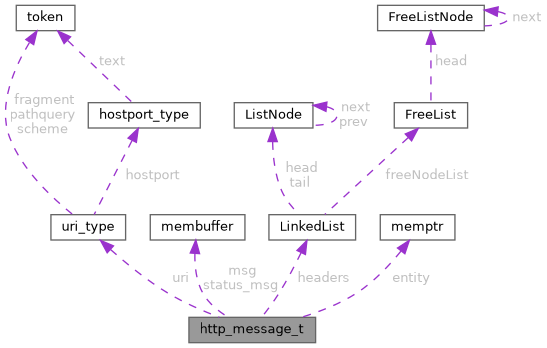 token
FreeListNode
next
text
head
fragment
pathquery
scheme
hostport_type
ListNode
next
prev
FreeList
hostport
head
tail
freeNodeList
uri_type
membuffer
LinkedList
memptr
uri
msg
status_msg
headers
entity
http_message_t